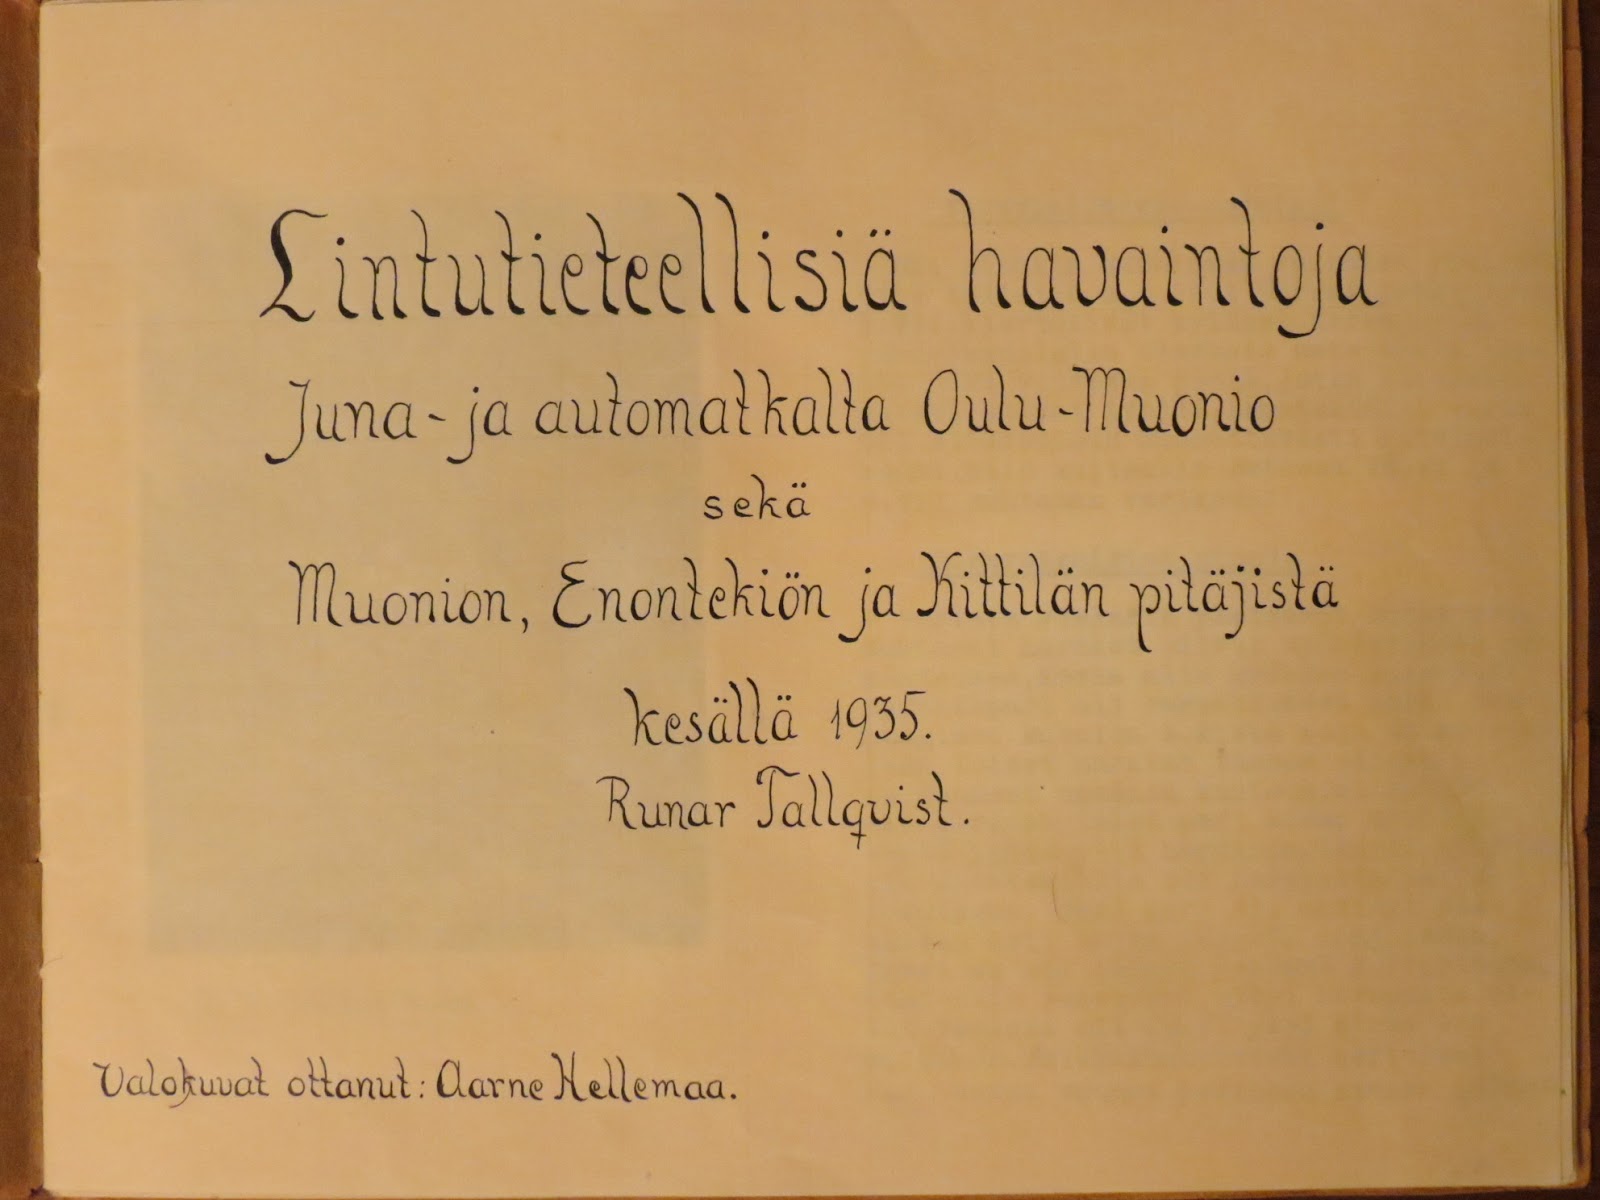 Lintutieteellisiä havaintoja
Juna- ja automatkalta Oulu-Muonio
sekä
Muonion, Enontekiön ja Kittilän pitäjistä
kesällä 1935.
Runar Tallqvist.
Valokuvat ottanut: Aarne Hellemaa.